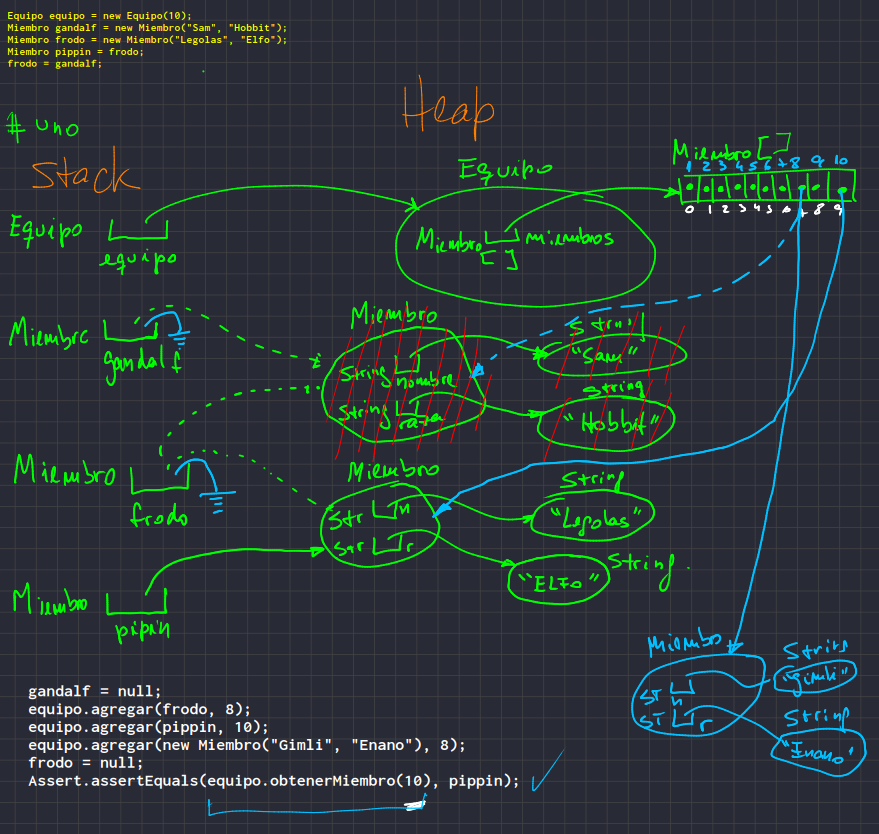 Equipo equipo = new Equipo(10);
Miembro gandalf = new Miembro("Sam", "Hobbit");
Miembro frodo = new Miembro("Legolas", "Elfo");
Miembro pippin = frodo;
frodo = gandalf;
Heap
# uno
Stack
Miembro []
1 2 3 4 5 6 7 8 9 10
0 1 2 3 4 5 6 7 8 9
Equipo
Equipo
equipo
Miembro [] miembros
Miembro
gandalf
Miembro
String nombre
String raza
String
"Sam"
String
"Hobbit"
Miembro
frodo
Miembro
Str n
Str r
String
"Legolas"
String
"ELFo"
Miembro
pipin
Miembro
ST n
ST r
String
"Gimli"
String
"Enano"
gandalf = null;
equipo.agregar(frodo, 8);
equipo.agregar(pippin, 10);
equipo.agregar(new Miembro("Gimli", "Enano"), 8);
frodo = null;
Assert.assertEquals(equipo.obtenerMiembro(10), pippin);